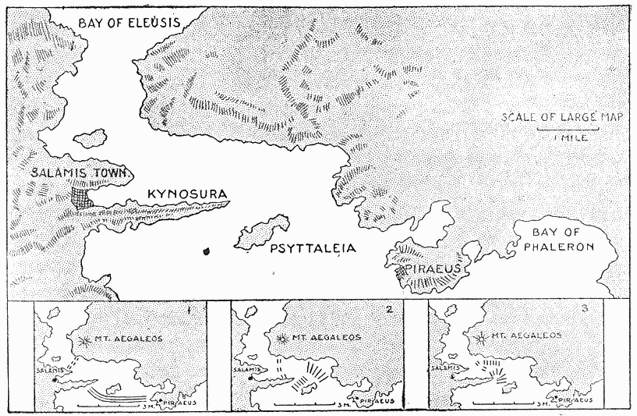 BAY OF ELEUSIS
SCALE OF LARGE MAP
1 MILE
SALAMIS TOWN.
KYNOSURA
PSYTTALEIA
PIRAEUS
BAY OF
PHALERON
1
MT. AEGALEOS
SALAMIS
3 M.
PIRAEUS
2
MT. AEGALEOS
SALAMIS
3 M.
PIRAEUS
3
MT. AEGALEOS
SALAMIS
3 M.
PIRAEUS